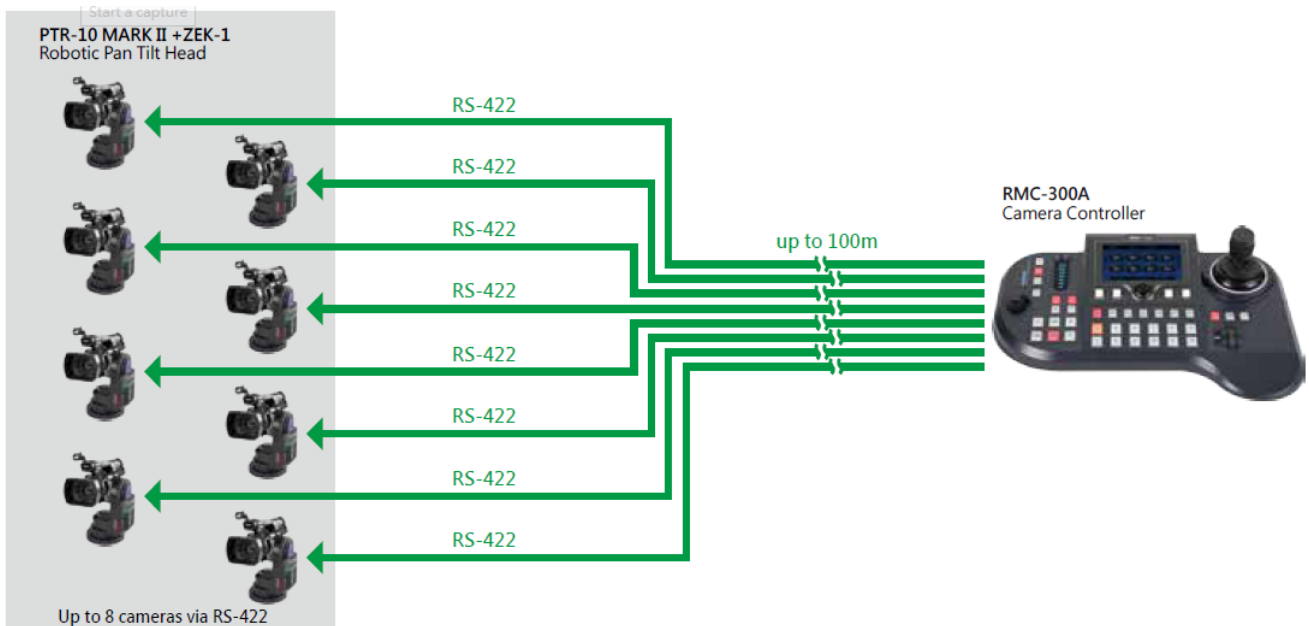 Start a capture
PTR-10 MARK II +ZEK-1
Robotic Pan Tilt Head
RS-422
RS-422
RS-422
RS-422
RS-422
RS-422
RS-422
RS-422
up to 100m
RMC-300A
Camera Controller
Up to 8 cameras via RS-422